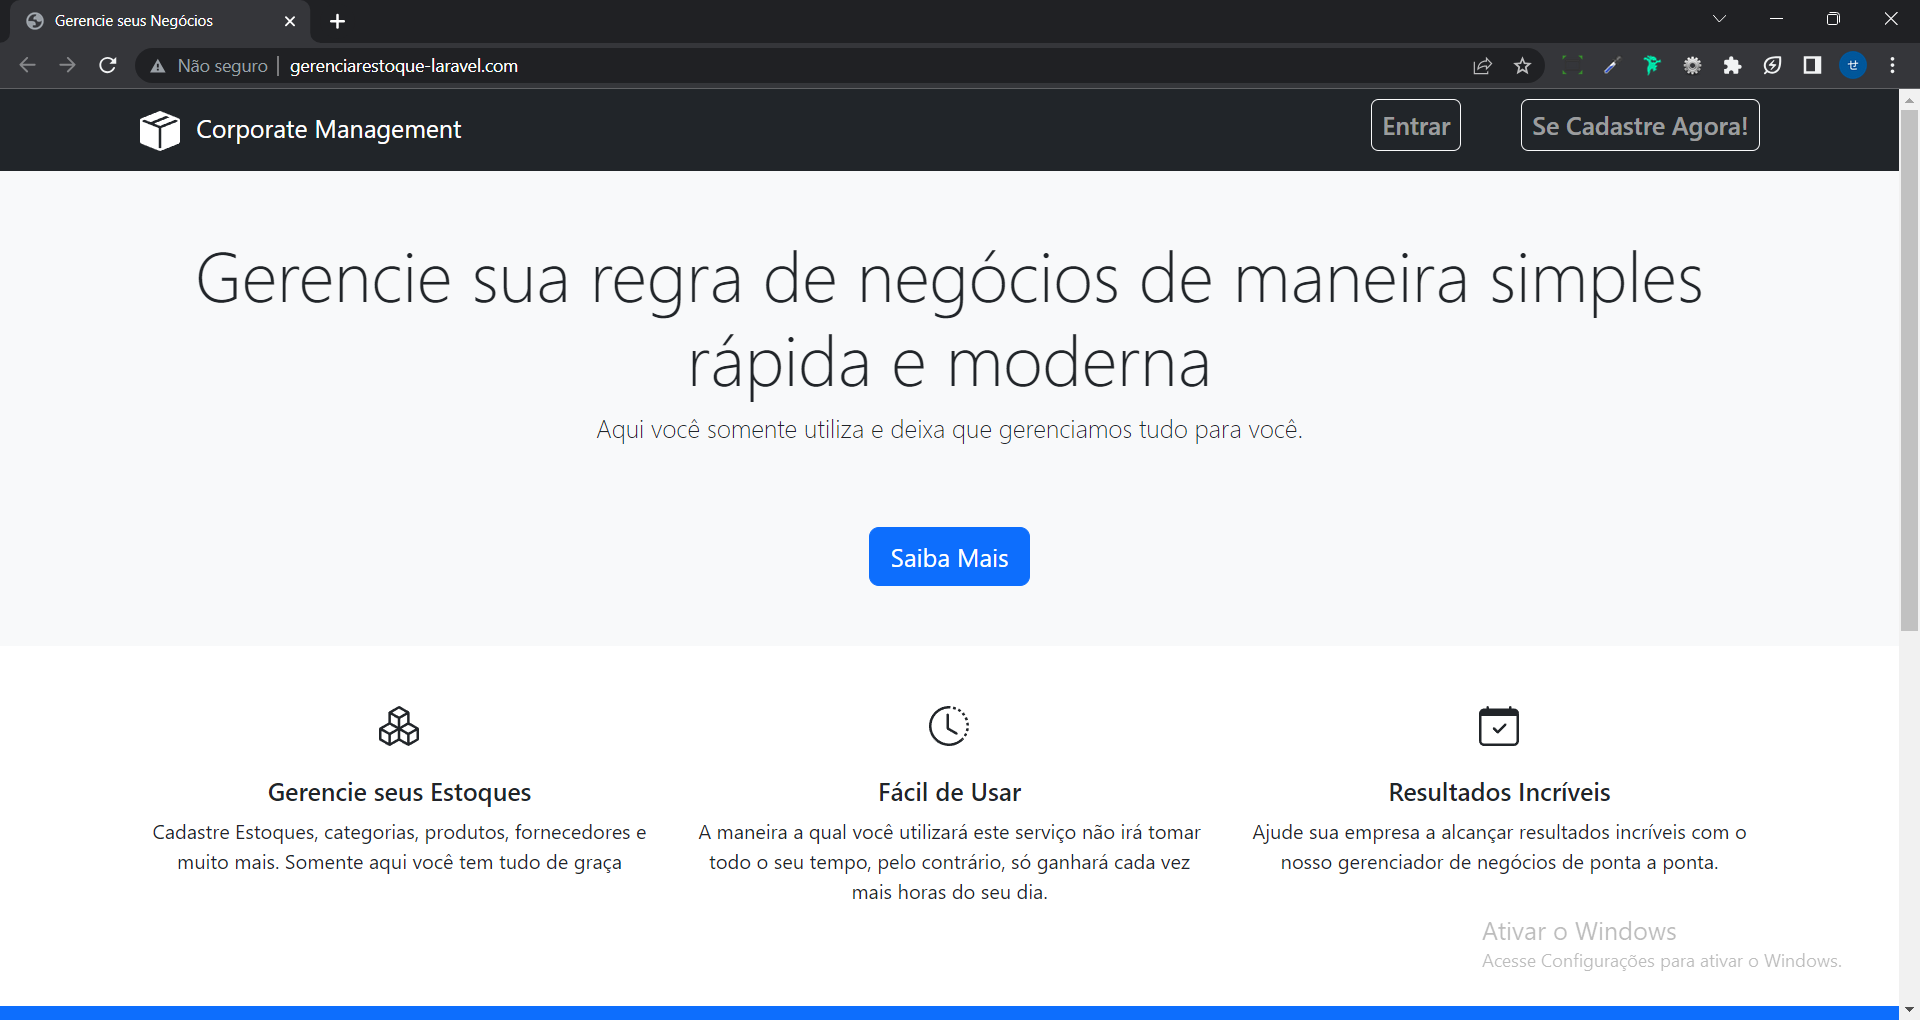 Gerencie seus Negócios
Não seguro gerenciarestoque-laravel.com
Corporate Management
Entrar
Se Cadastre Agora!
Gerencie sua regra de negócios de maneira simples
rápida e moderna
Aqui você somente utiliza e deixa que gerenciamos tudo para você.
Saiba Mais
Gerencie seus Estoques
Cadastre Estoques, categorias, produtos, fornecedores e
muito mais. Somente aqui você tem tudo de graça
Fácil de Usar
A maneira a qual você utilizará este serviço não irá tomar
todo o seu tempo, pelo contrário, só ganhará cada vez
mais horas do seu dia.
Resultados Incríveis
Ajude sua empresa a alcançar resultados incríveis com o
nosso gerenciador de negócios de ponta a ponta.
Ativar o Windows
Acesse Configurações para ativar o Windows.